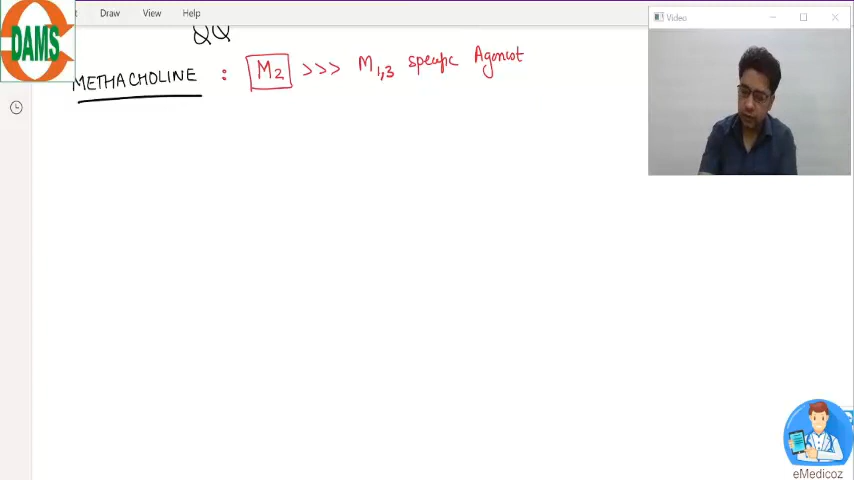 DAMS
Draw View Help
Video
METHACHOLINE : M2 >>> M1,3 specific Agonist
eMedicoz